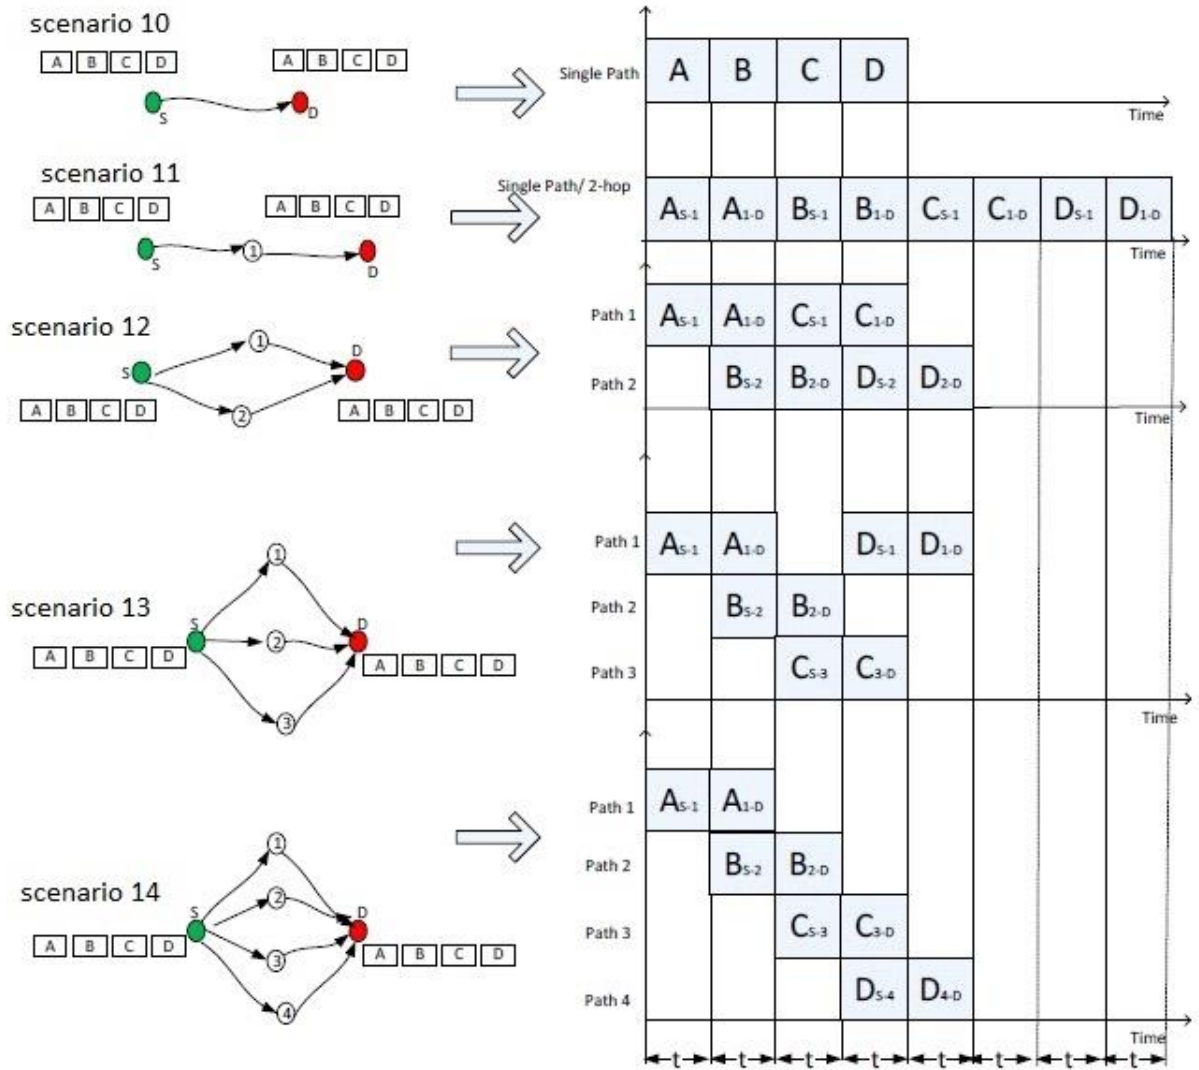 scenario 10
A B C D
A B C D
S
D
Single Path
A B C D
Time
scenario 11
A B C D
A B C D
S
1
D
Single Path/ 2-hop
AS-1 A1-D BS-1 B1-D CS-1 C1-D DS-1 D1-D
Time
scenario 12
S
1
2
D
A B C D
A B C D
Path 1
AS-1 A1-D CS-1 C1-D
Path 2
BS-2 B2-D DS-2 D2-D
Time
scenario 13
S
1
2
3
D
A B C D
A B C D
Path 1
AS-1 A1-D DS-1 D1-D
Path 2
BS-2 B2-D
Path 3
CS-3 C3-D
Time
scenario 14
S
1
2
3
4
D
A B C D
A B C D
Path 1
AS-1 A1-D
Path 2
BS-2 B2-D
Path 3
CS-3 C3-D
Path 4
DS-4 D4-D
Time
t t t t t t t t